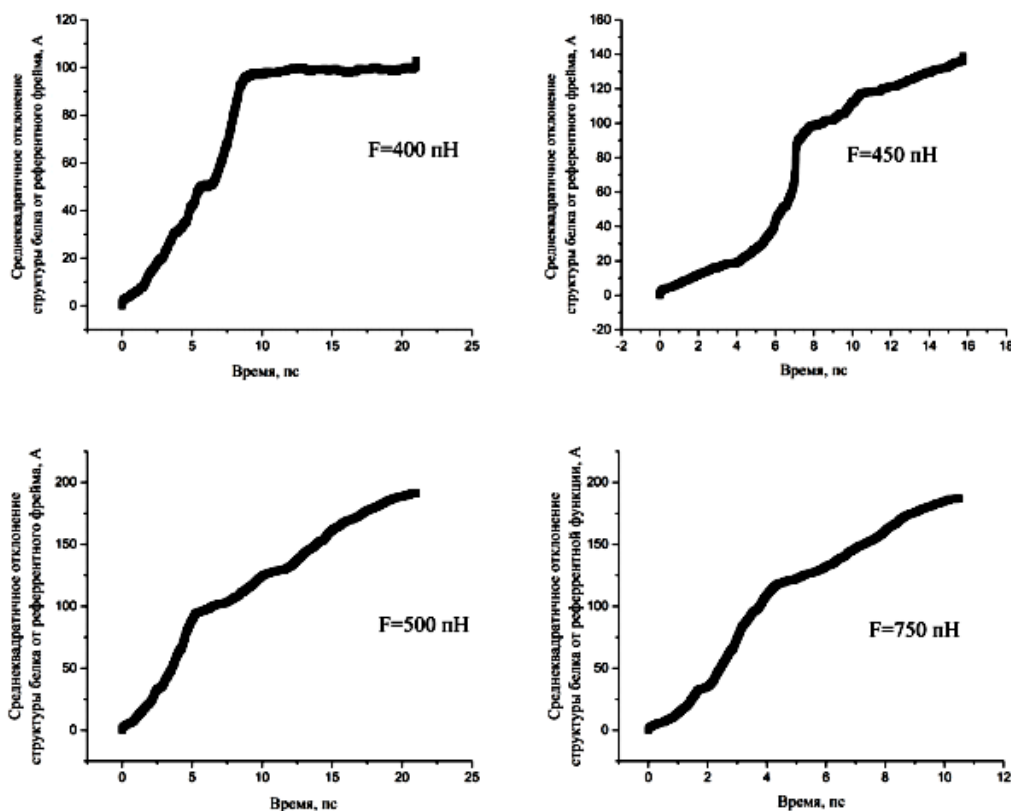 Среднеквадратичное отклонение
структуры белка от референтного фрейма, А
120
100
80
60
40
20
0
F=400 пН
0 5 10 15 20 25
Время, пс
Среднеквадратичное отклонение
структуры белка от референтного фрейма, А
160
140
120
100
80
60
40
20
0
-20
F=450 пН
-2 0 2 4 6 8 10 12 14 16 18
Время, пс
Среднеквадратичное отклонение
структуры белка от реферрентного фрейма, А
200
150
100
50
0
F=500 пН
0 5 10 15 20 25
Время, пс
Среднеквадратичное отклонение
структуры белка от реферрентной функции, А
200
150
100
50
0
F=750 пН
0 2 4 6 8 10 12
Время, пс